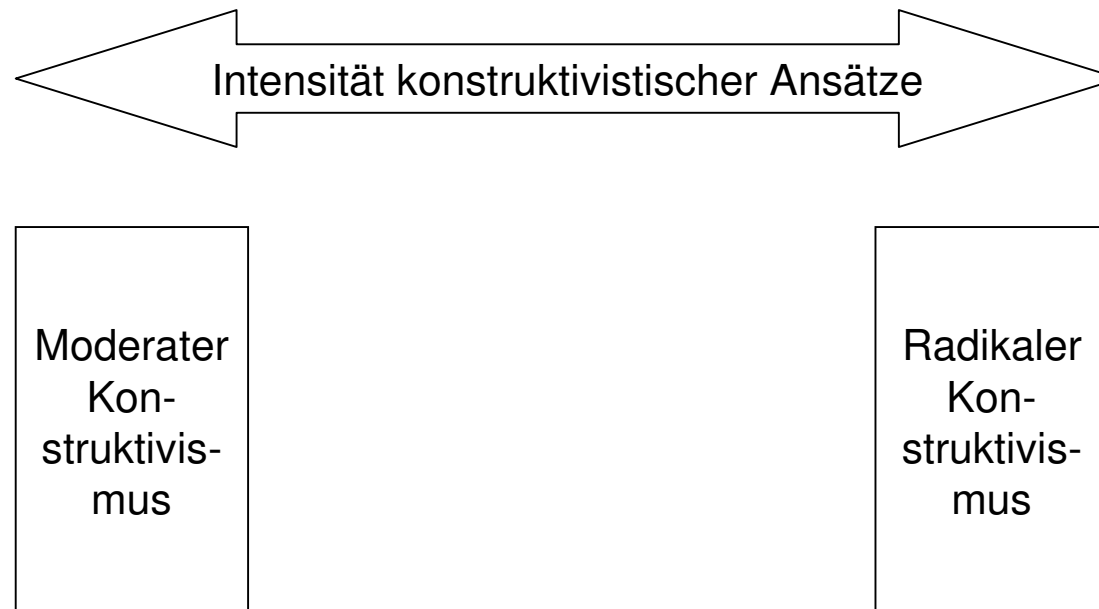 Intensität konstruktivistischer Ansätze
Moderater
Kon-
struktivis-
mus
Radikaler
Kon-
struktivis-
mus